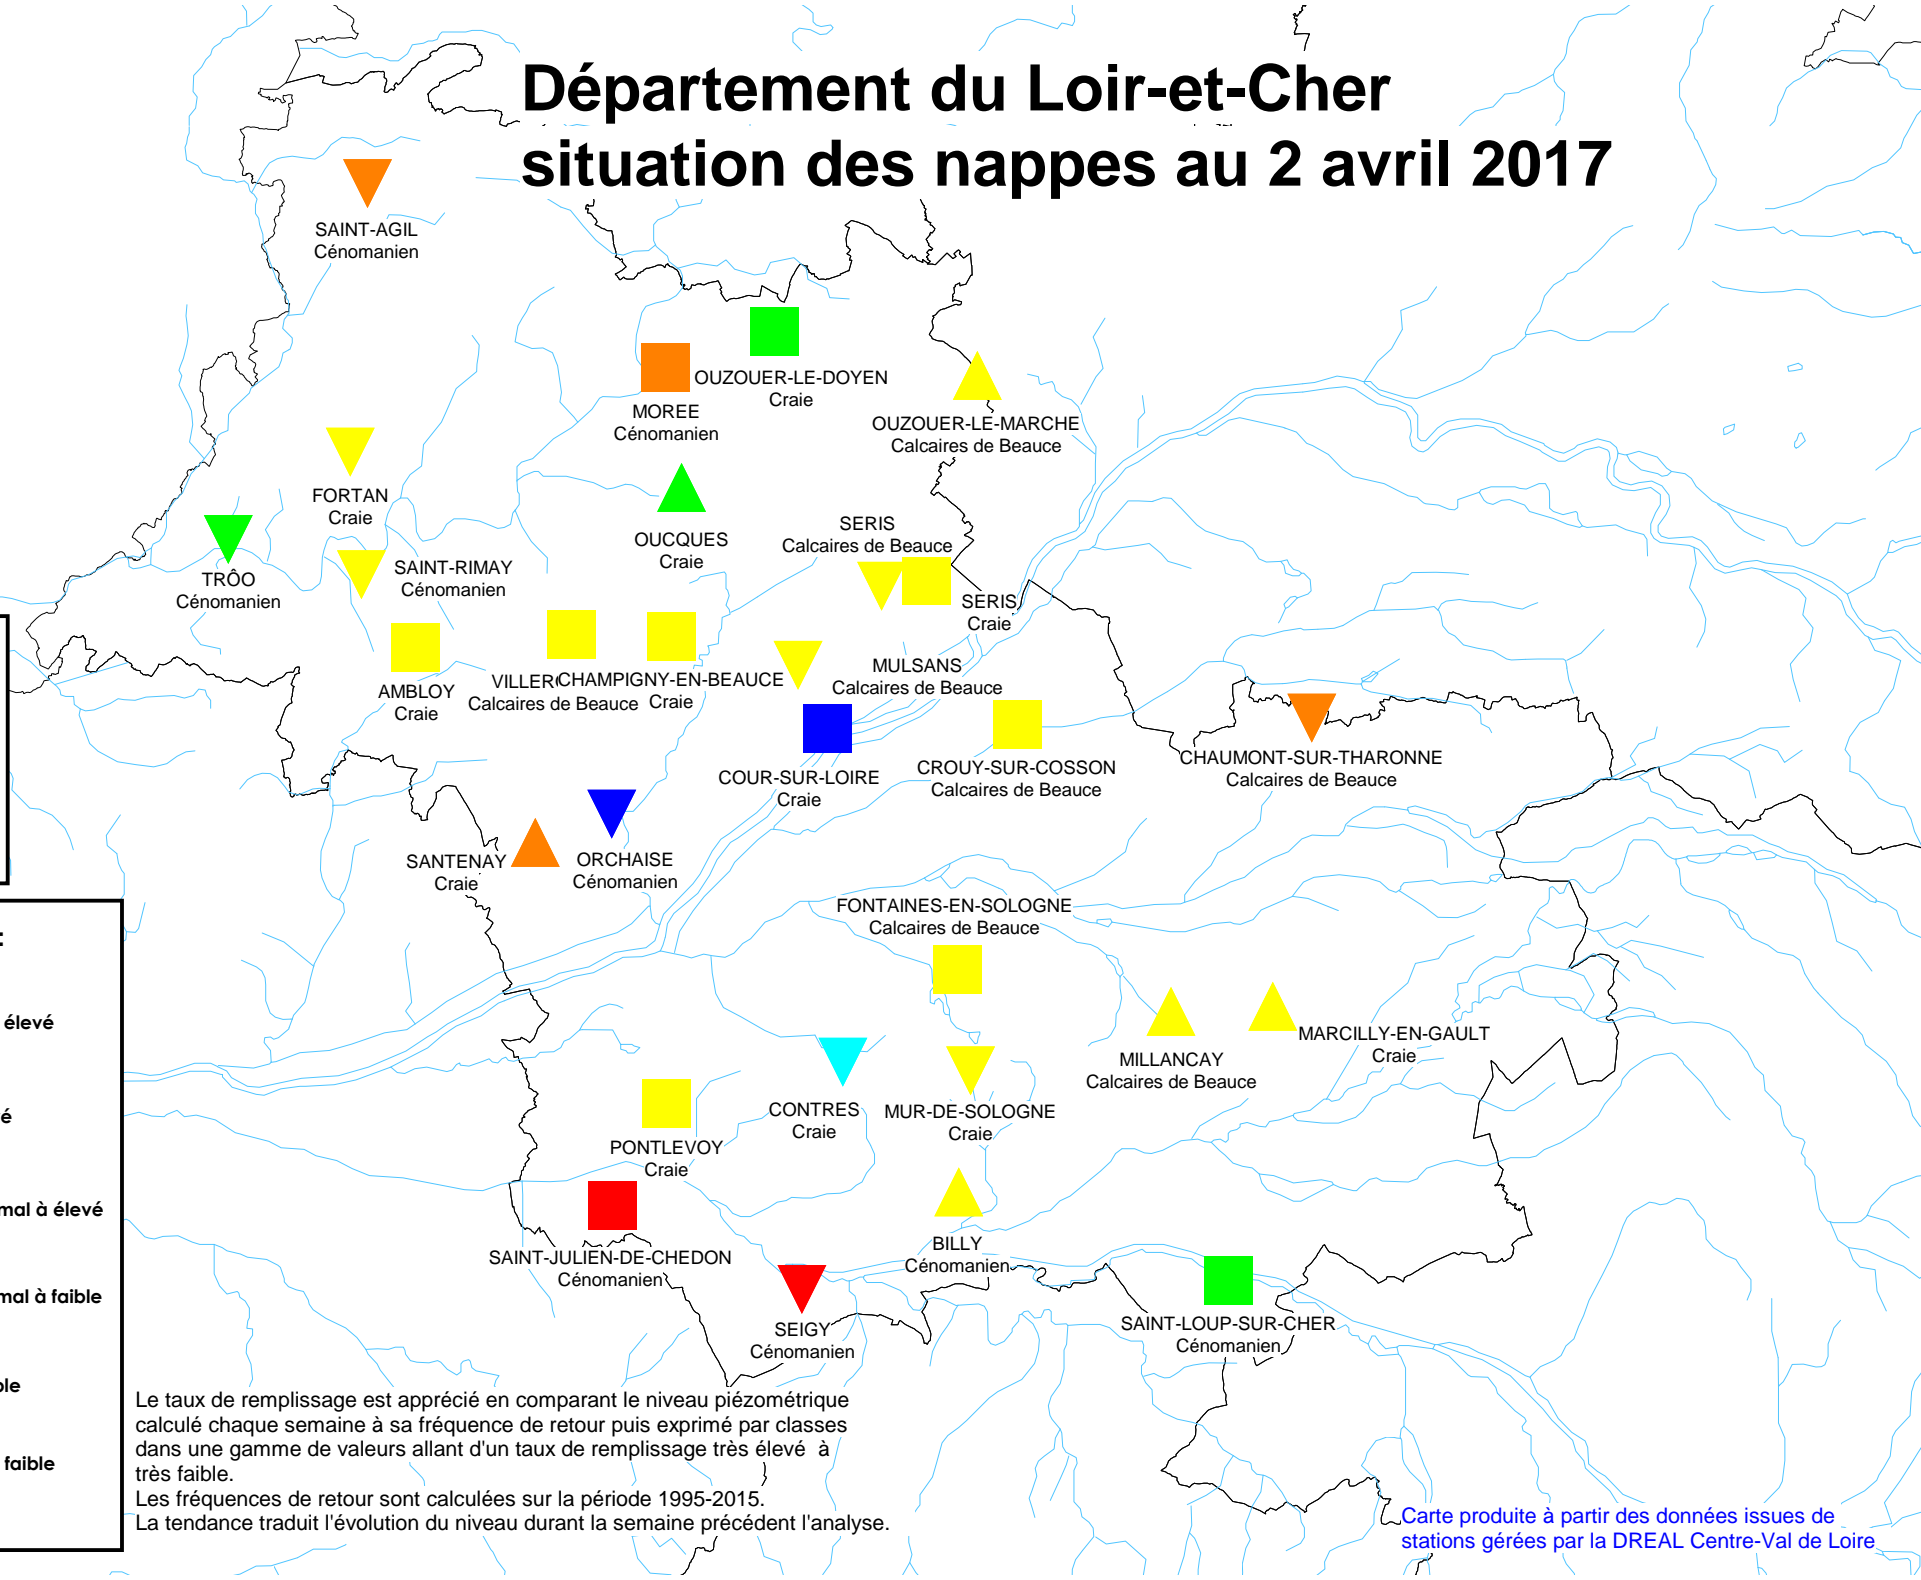 Département du Loir-et-Cher
situation des nappes au 2 avril 2017
SAINT-AGIL
Cénomanien
OUZOUER-LE-DOYEN
Craie
MOREE
Cénomanien
OUZOUER-LE-MARCHE
Calcaires de Beauce
FORTAN
Craie
OUCQUES
Craie
SERIS
Calcaires de Beauce
TRÔO
Cénomanien
SAINT-RIMAY
Cénomanien
SERIS
Craie
AMBLOY
Craie
Calcaires de Beauce
CHAMPIGNY-EN-BEAUCE
Craie
MULSANS
Calcaires de Beauce
COUR-SUR-LOIRE
Craie
CROUY-SUR-COSSON
Calcaires de Beauce
CHAUMONT-SUR-THARONNE
Calcaires de Beauce
SANTENAY
Craie
ORCHAISE
Cénomanien
FONTAINES-EN-SOLOGNE
Calcaires de Beauce
MILLANCAY
Calcaires de Beauce
MARCILLY-EN-GAULT
Craie
CONTRES
Craie
MUR-DE-SOLOGNE
Craie
PONTLEVOY
Craie
SAINT-JULIEN-DE-CHEDON
Cénomanien
BILLY
Cénomanien
SEIGY
Cénomanien
SAINT-LOUP-SUR-CHER
Cénomanien
:
élevé
à élevé
à faible
faible
Le taux de remplissage est apprécié en comparant le niveau piézométrique
calculé chaque semaine à sa fréquence de retour puis exprimé par classes
dans une gamme de valeurs allant d'un taux de remplissage très élevé à
très faible.
Les fréquences de retour sont calculées sur la période 1995-2015.
La tendance traduit l'évolution du niveau durant la semaine précédent l'analyse.
Carte produite à partir des données issues de
stations gérées par la DREAL Centre-Val de Loire